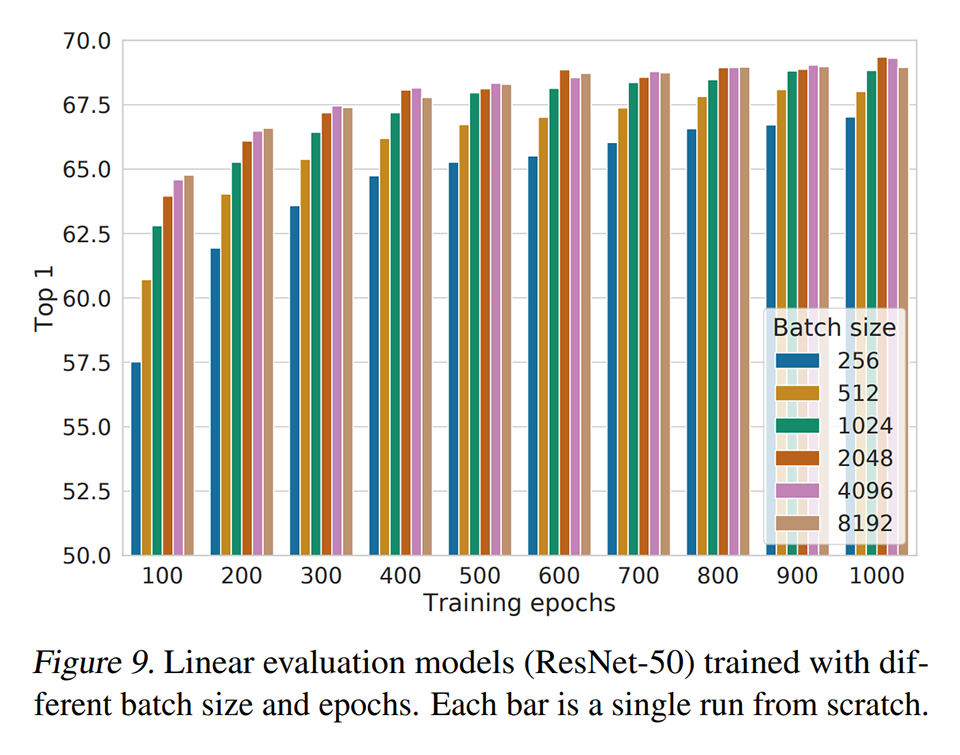 70.0
67.5
65.0
62.5
60.0
57.5
55.0
52.5
50.0
Top 1
100 200 300 400 500 600 700 800 900 1000
Training epochs
Batch size
256
512
1024
2048
4096
8192
Figure 9. Linear evaluation models (ResNet-50) trained with dif-
ferent batch size and epochs. Each bar is a single run from scratch.